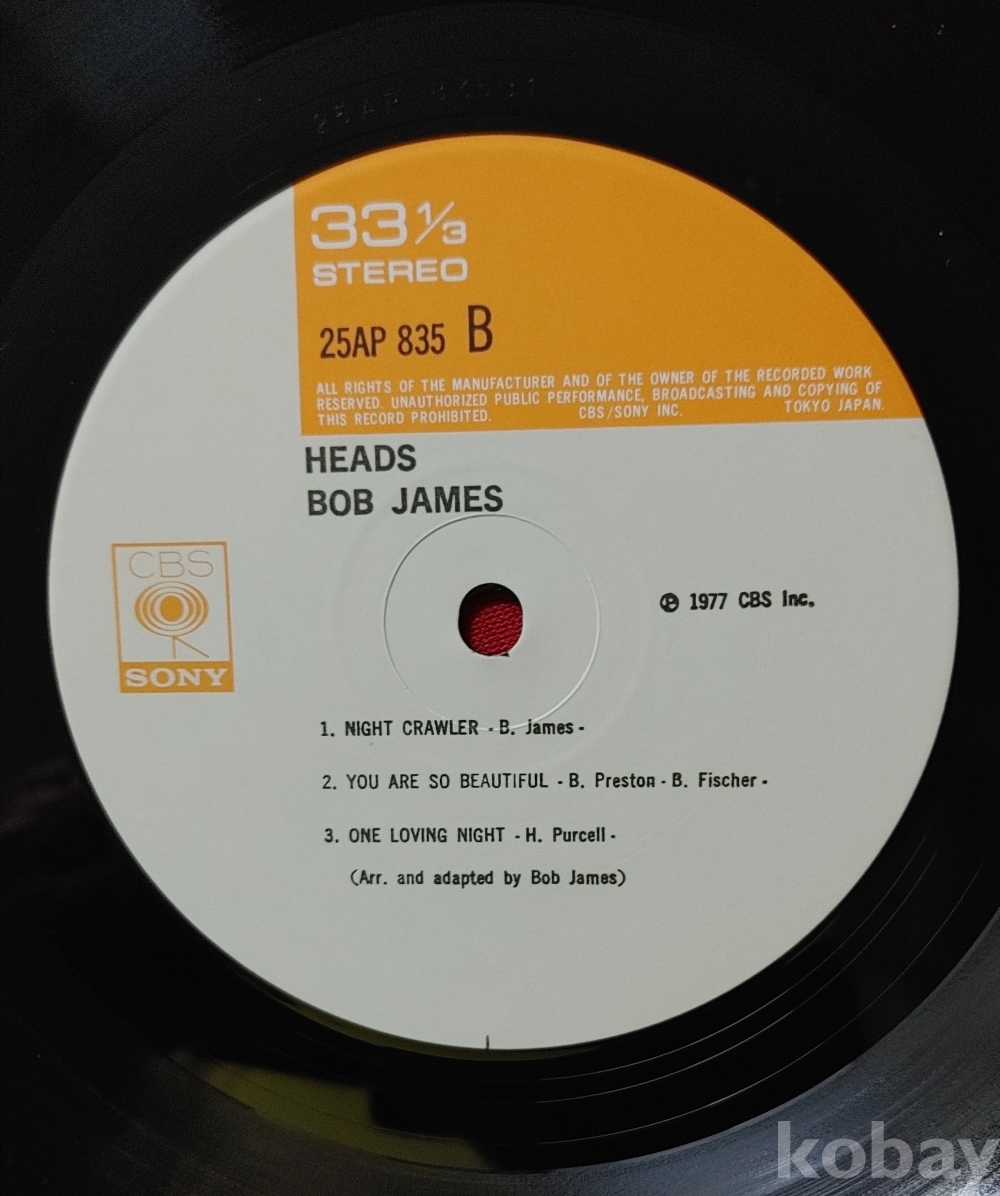 33 1/3
STEREO
25AP 835 B
ALL RIGHTS OF THE MANUFACTURER AND OF THE OWNER OF THE RECORDED WORK
RESERVED. UNAUTHORIZED PUBLIC PERFORMANCE, BROADCASTING AND COPYING OF
THIS RECORD PROHIBITED. CBS/SONY INC. TOKYO JAPAN.
HEADS
BOB JAMES
CBS
SONY
℗ 1977 CBS Inc.
1. NIGHT CRAWLER - B. James -
2. YOU ARE SO BEAUTIFUL - B. Preston - B. Fischer -
3. ONE LOVING NIGHT - H. Purcell -
(Arr. and adapted by Bob James)
kobay